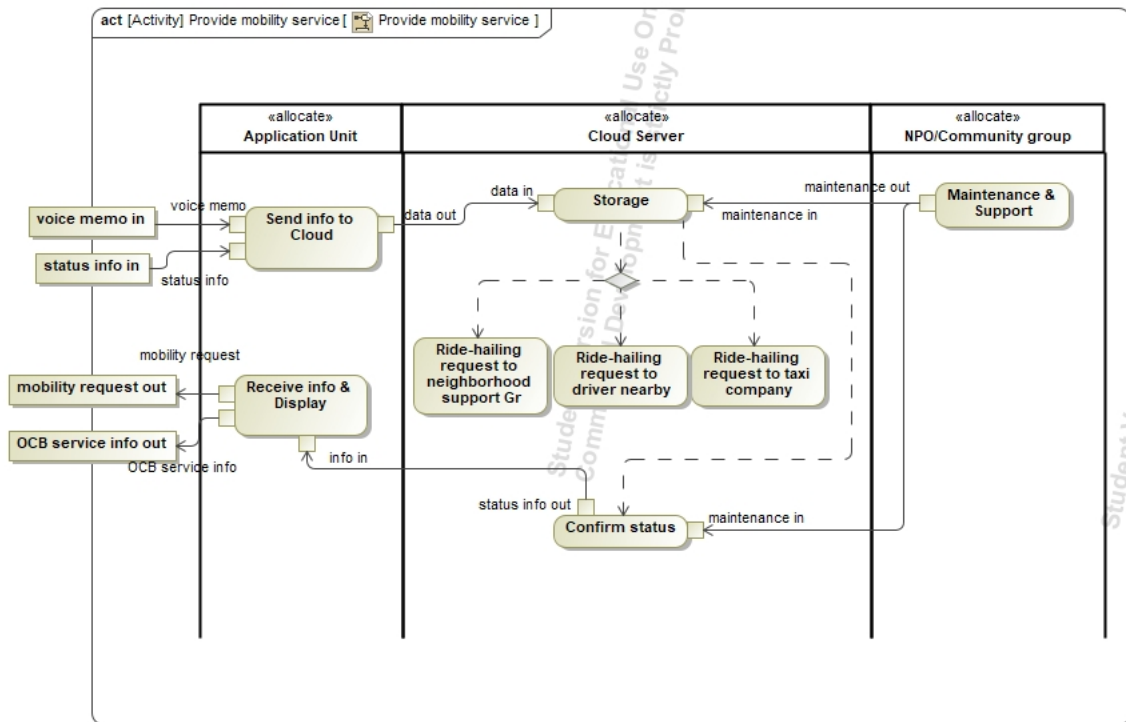 act [Activity] Provide mobility service [ Provide mobility service ]
«allocate»
Application Unit
«allocate»
Cloud Server
«allocate»
NPO/Community group
voice memo in
voice memo
status info in
status info
Send info to
Cloud
data out
data in
Storage
maintenance out
maintenance in
Maintenance &
Support
Ride-hailing
request to
neighborhood
support Gr
Ride-hailing
request to
driver nearby
Ride-hailing
request to taxi
company
mobility request
mobility request out
OCB service info out
OCB service info
Receive info &
Display
info in
status info out
Confirm status
maintenance in